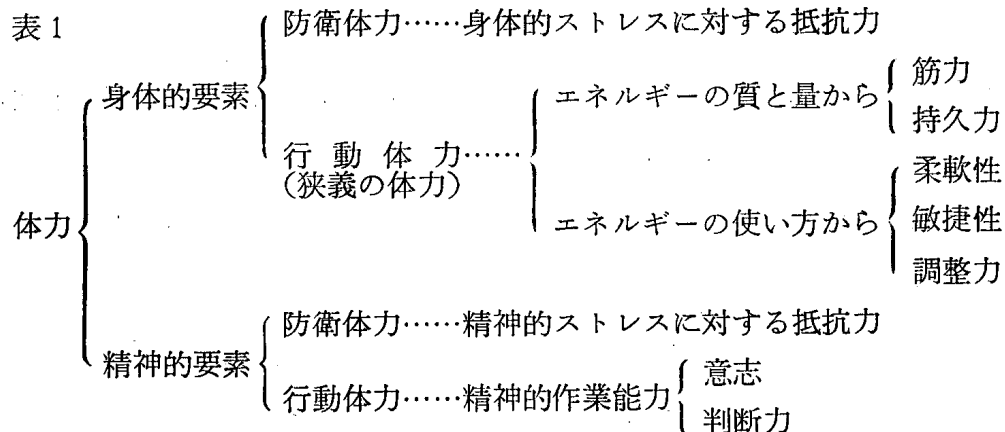 表1
防衛体力……身体的ストレスに対する抵抗力
身体的要素
エネルギーの質と量から
筋力
持久力
行動体力……
(狭義の体力)
体力
エネルギーの使い方から
柔軟性
敏捷性
調整力
防衛体力……精神的ストレスに対する抵抗力
精神的要素
行動体力……精神的作業能力
意志
判断力